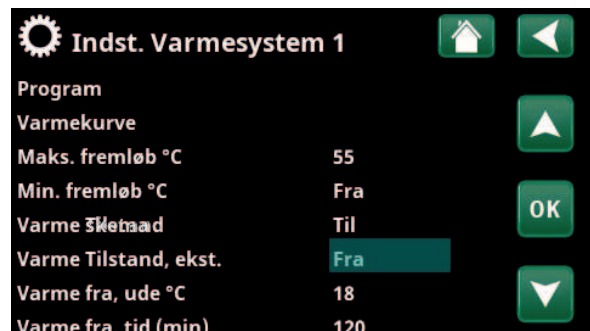 Indst. Varmesystem 1
Program
Varmekurve
Maks. fremløb °C 55
Min. fremløb °C Fra
Varme Til
OK
Varme Tilstand, ekst. Fra
Varme fra, ude °C 18
Varme fra, tid (min) 120